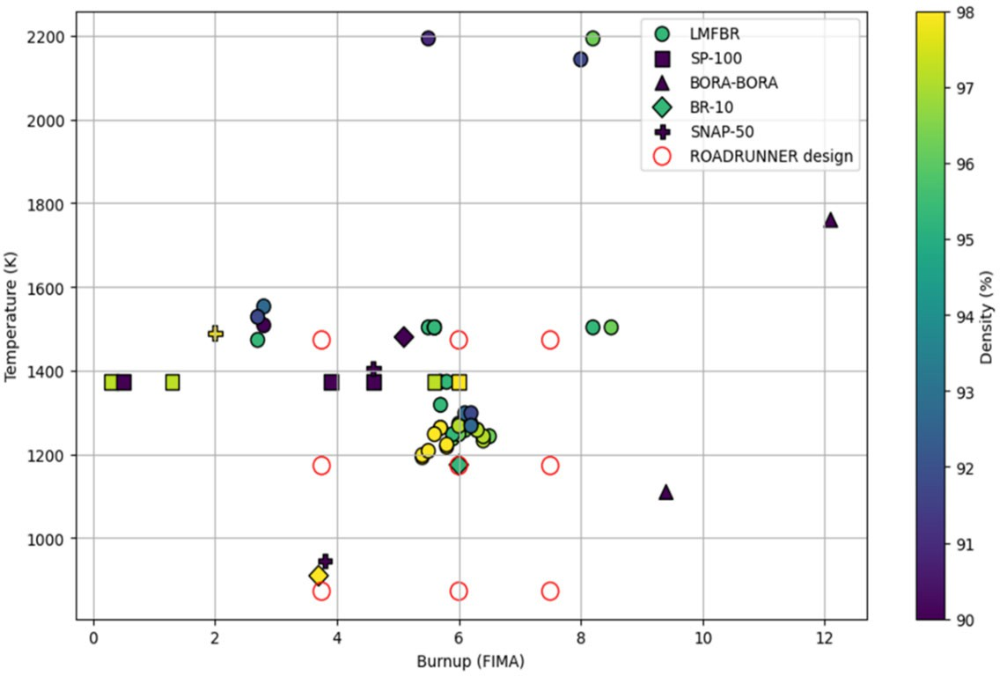 2200
2000
1800
1600
1400
1200
1000
Temperature (K)
0 2 4 6 8 10 12
Burnup (FIMA)
LMFBR
SP-100
BORA-BORA
BR-10
SNAP-50
ROADRUNNER design
98
97
96
95
94
93
92
91
90
Density (%)